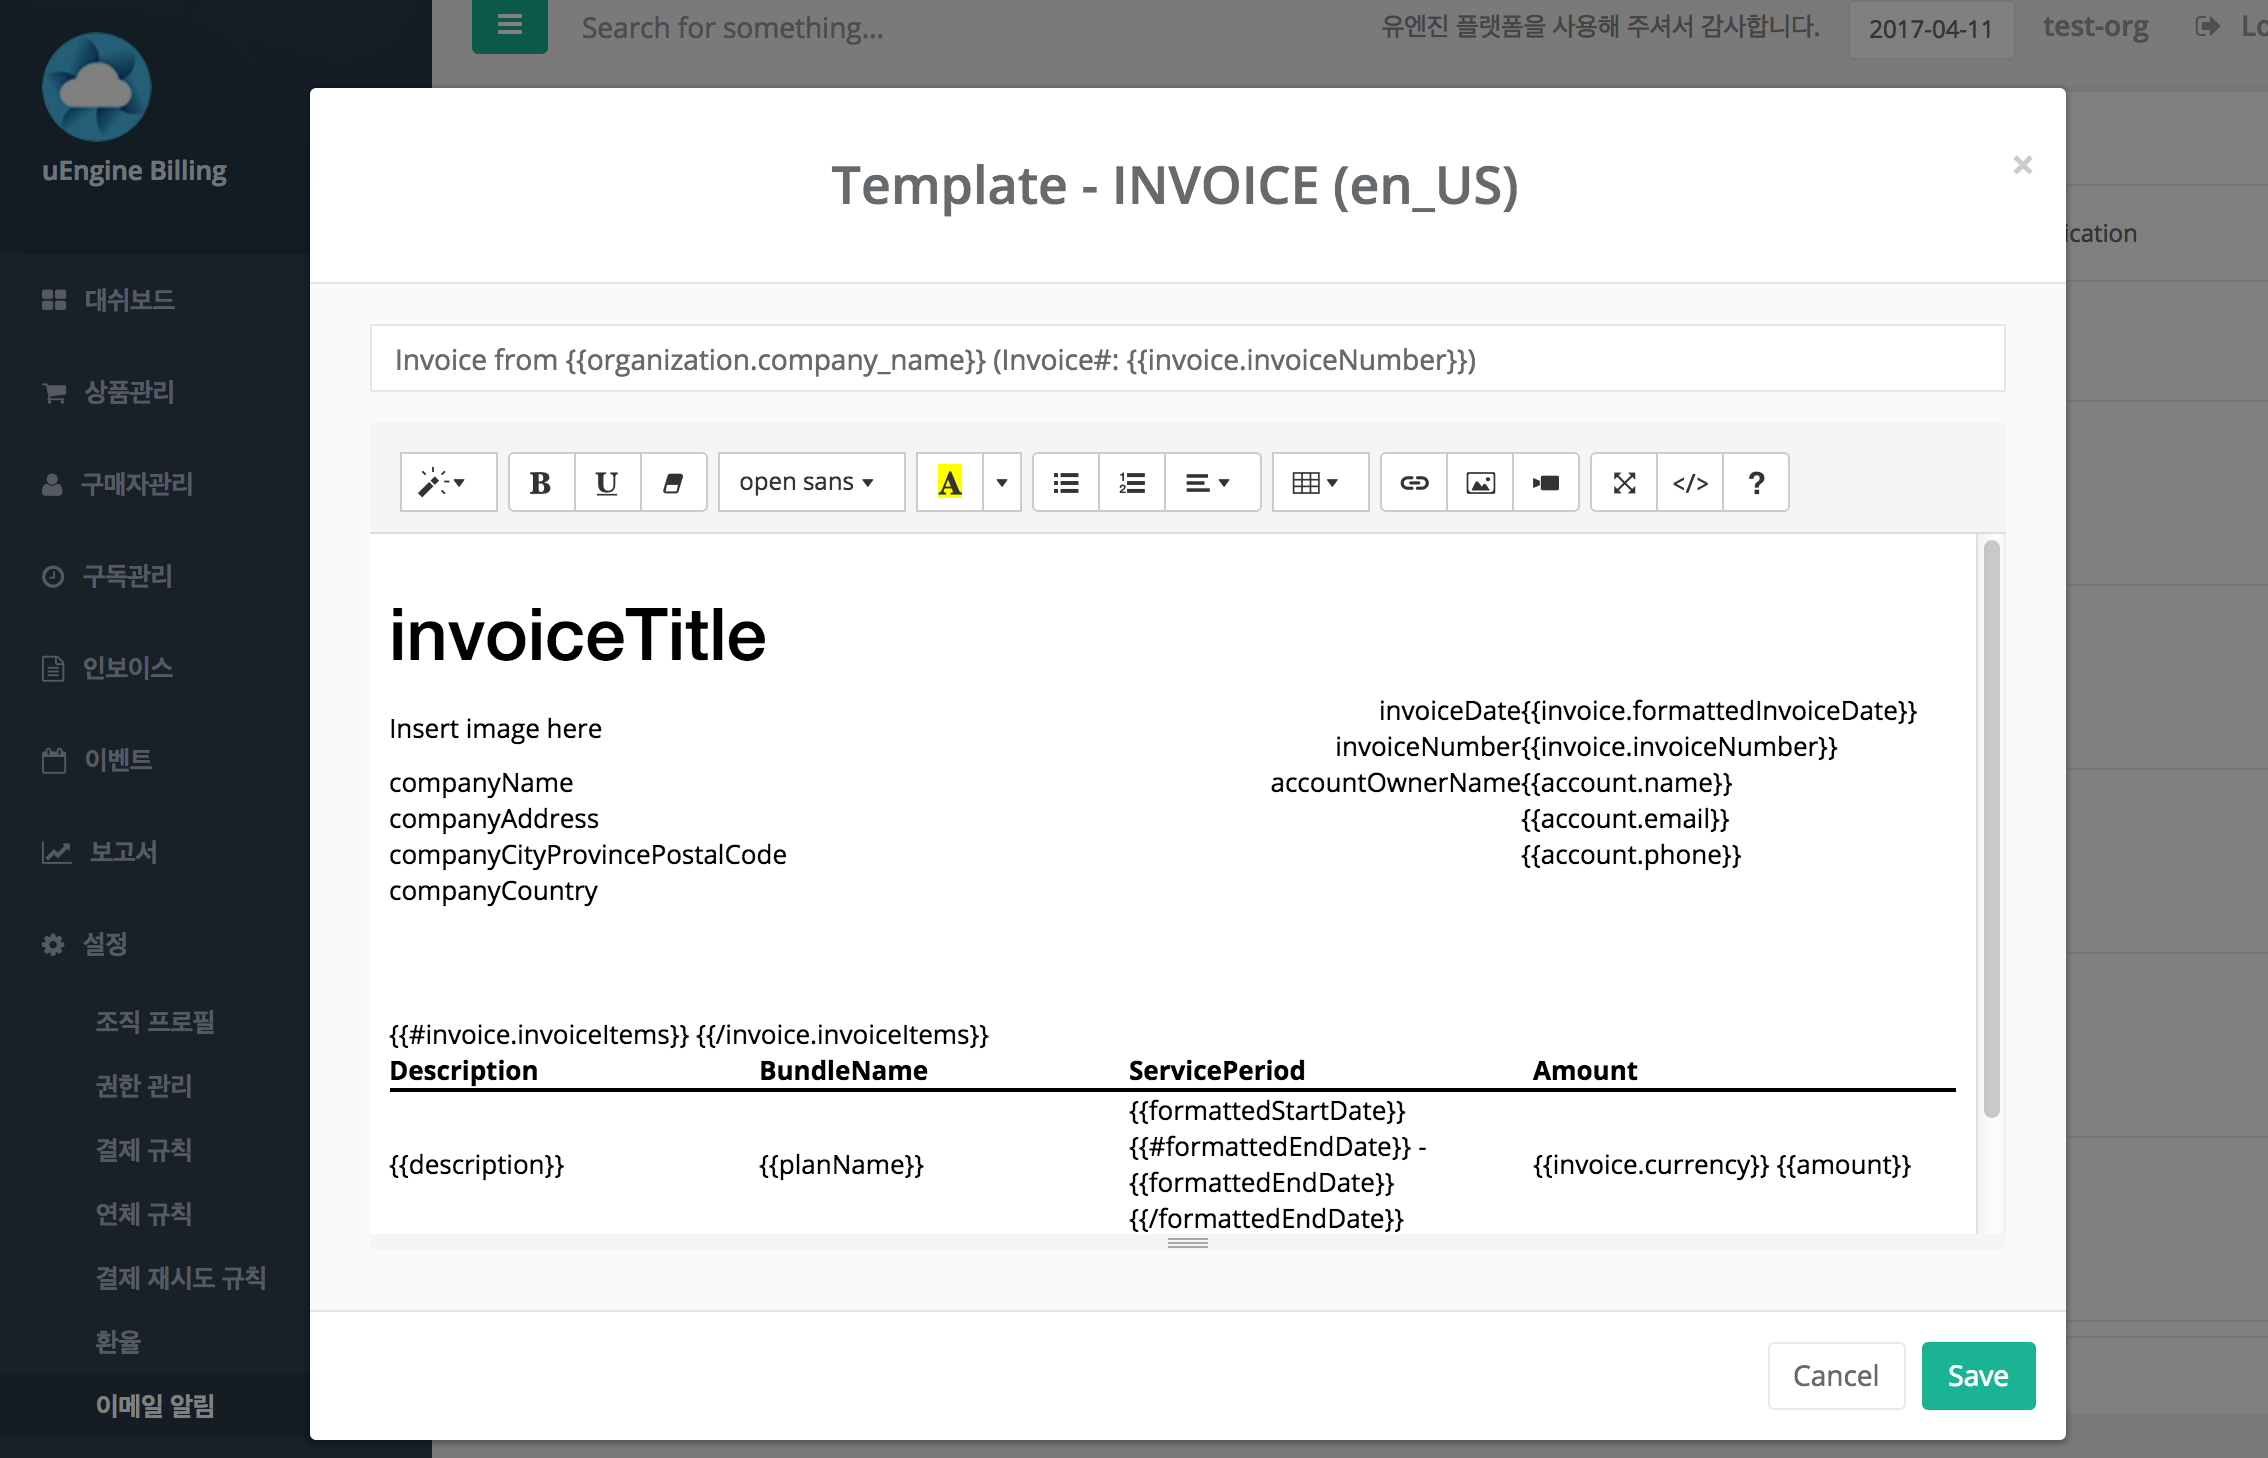 Search for something...
유엔진 플랫폼을 사용해 주셔서 감사합니다.
2017-04-11
test-org
uEngine Billing
대쉬보드
상품관리
구매자관리
구독관리
인보이스
이벤트
보고서
설정
조직 프로필
권한 관리
결제 규칙
연체 규칙
결제 재시도 규칙
환율
이메일 알림
Template - INVOICE (en_US)
×
Invoice from {{organization.company_name}} (Invoice#: {{invoice.invoiceNumber}})
B U open sans A </> ?
invoiceTitle
Insert image here
companyName
companyAddress
companyCityProvincePostalCode
companyCountry
invoiceDate{{invoice.formattedInvoiceDate}}
invoiceNumber{{invoice.invoiceNumber}}
accountOwnerName{{account.name}}
{{account.email}}
{{account.phone}}
{{#invoice.invoiceItems}} {{/invoice.invoiceItems}}
Description BundleName ServicePeriod Amount
{{description}}
{{planName}}
{{formattedStartDate}}
{{#formattedEndDate}} -
{{formattedEndDate}}
{{/formattedEndDate}}
{{invoice.currency}} {{amount}}
Cancel
Save